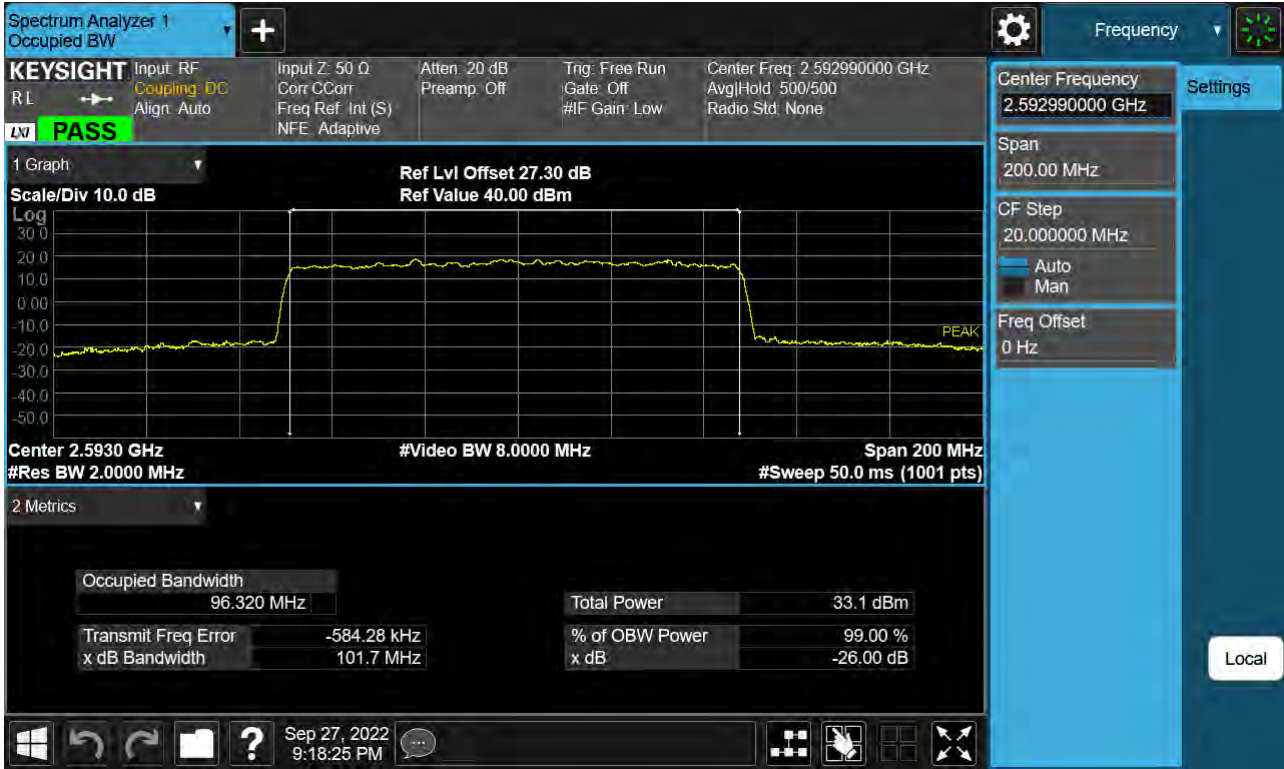 Spectrum Analyzer 1
Occupied BW
Frequency
KEYSIGHT
R L
LXI
PASS
Input: RF
Coupling: DC
Align: Auto
Input Z: 50 Ω
Corr CCorr
Freq Ref: Int (S)
NFE: Adaptive
Atten: 20 dB
Preamp: Off
Trig: Free Run
Gate: Off
#IF Gain: Low
Center Freq: 2.592990000 GHz
Avg|Hold: 500/500
Radio Std: None
1 Graph
Scale/Div 10.0 dB
Ref Lvl Offset 27.30 dB
Ref Value 40.00 dBm
Log
30.0
20.0
10.0
0.00
-10.0
-20.0
-30.0
-40.0
-50.0
PEAK
Center 2.5930 GHz
#Video BW 8.0000 MHz
Span 200 MHz
#Res BW 2.0000 MHz
#Sweep 50.0 ms (1001 pts)
2 Metrics
Occupied Bandwidth
96.320 MHz
Total Power 33.1 dBm
Transmit Freq Error -584.28 kHz
% of OBW Power 99.00 %
x dB Bandwidth 101.7 MHz
x dB -26.00 dB
Center Frequency
2.592990000 GHz
Settings
Span
200.00 MHz
CF Step
20.000000 MHz
Auto
Man
Freq Offset
0 Hz
Local
?
Sep 27, 2022
9:18:25 PM